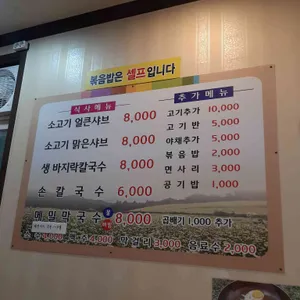 볶음밥은 셀프입니다
식사메뉴
소고기 얼큰샤브 8,000
소고기 맑은샤브 8,000
생 바지락칼국수 8,000
손 칼 국 수 6,000
메 밀 막 국 수 물 비빔 8,000
추가메뉴
고기추가 10,000
고 기 반 5,000
야채추가 5,000
볶 음 밥 2,000
면 사 리 3,000
공 기 밥 1,000
곱빼기 1,000 추가
4,000 막 걸 리 3,000 음료수 2,000